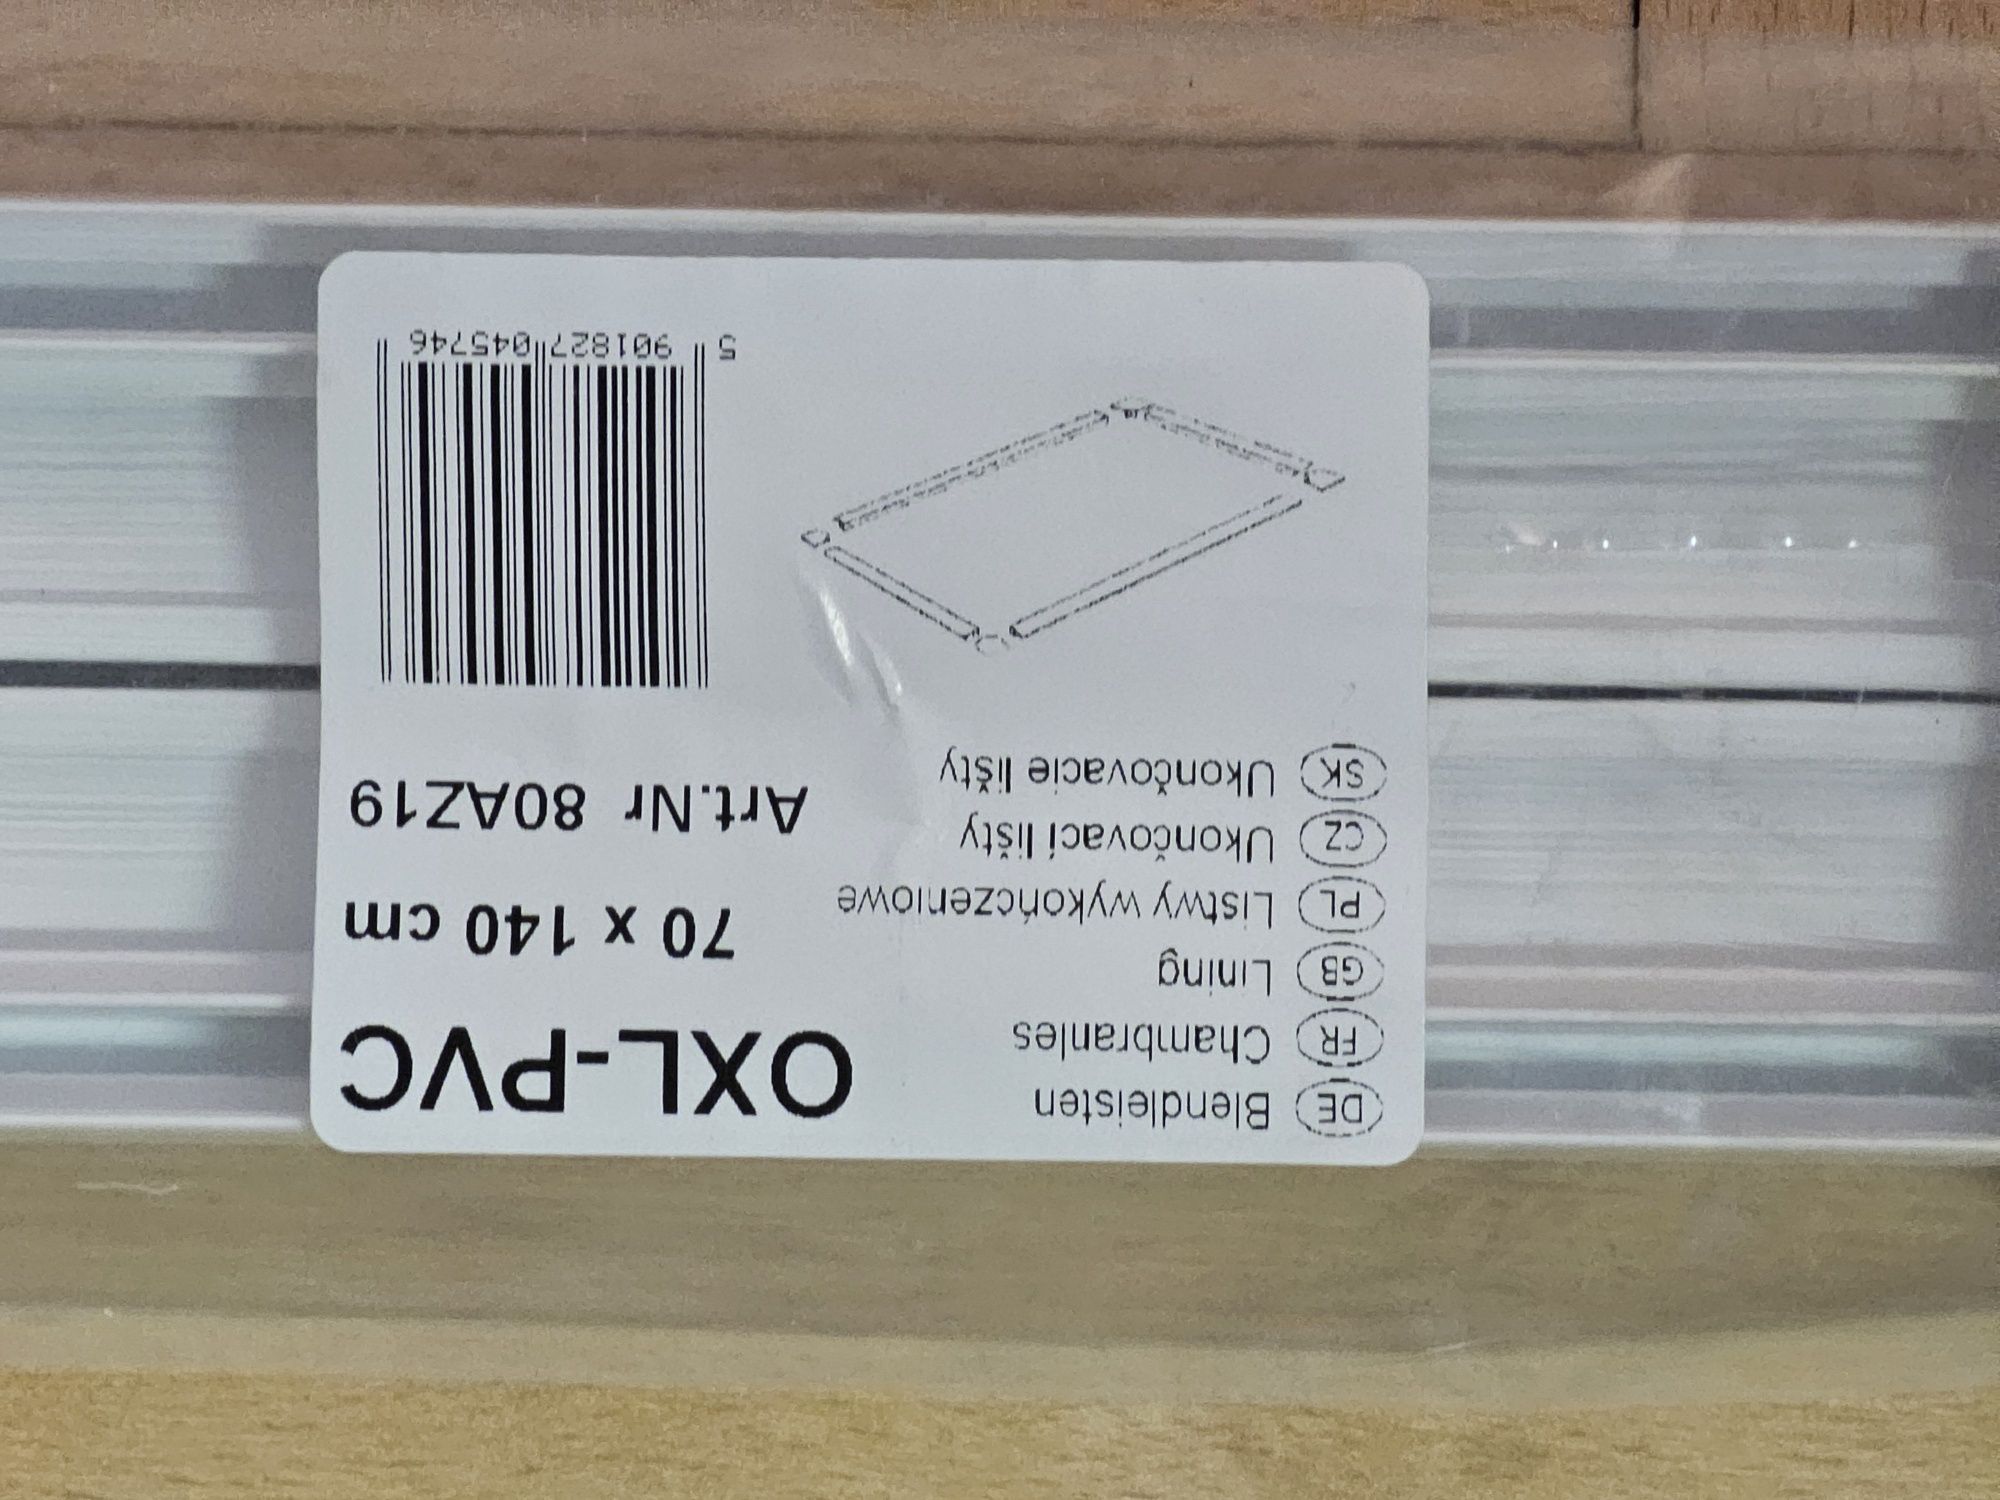 DE Blendleisten
FR Chambranles
GB Lining
PL Listwy wykończeniowe
CZ Ukončovací lišty
SK Ukončovacie lišty
OXL-PVC
70 x 140 cm
Art.Nr 80AZ19
5 901827 045746